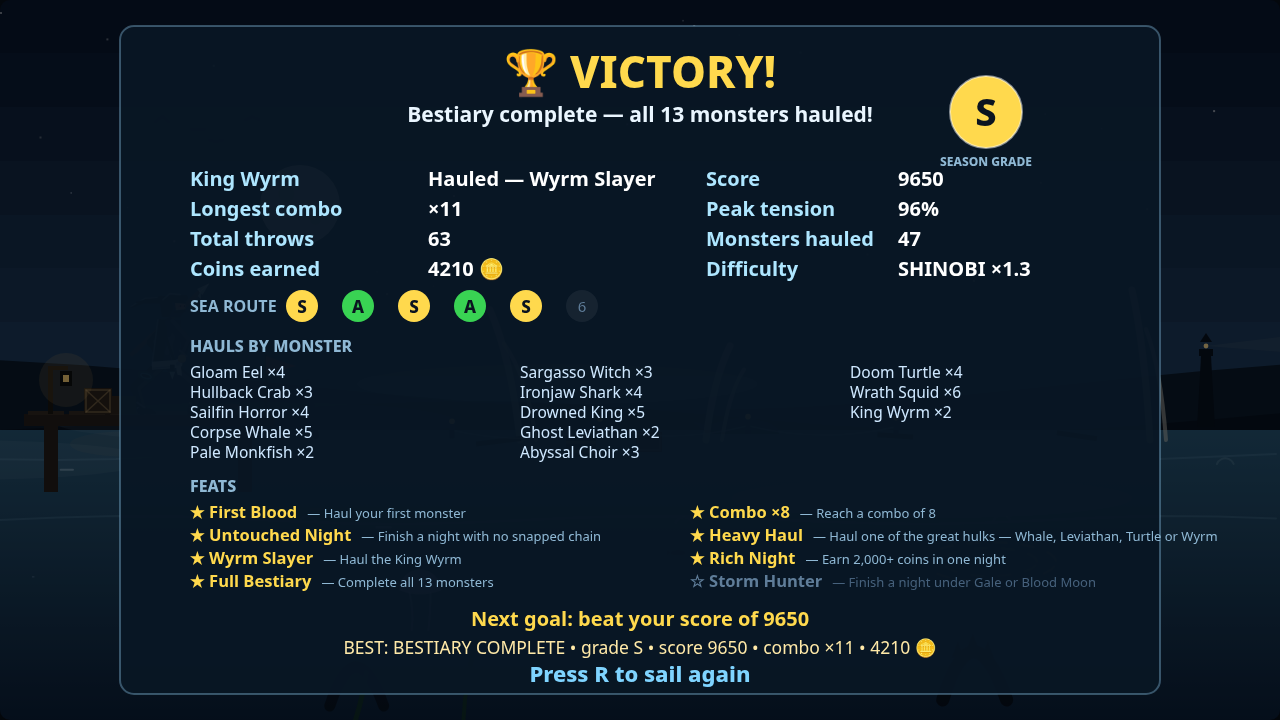 🏆 VICTORY!
Bestiary complete — all 13 monsters hauled!
S
SEASON GRADE
King Wyrm Hauled — Wyrm Slayer Score 9650
Longest combo ×11 Peak tension 96%
Total throws 63 Monsters hauled 47
Coins earned 4210 🪙 Difficulty SHINOBI ×1.3
SEA ROUTE S A S A S 6
HAULS BY MONSTER
Gloam Eel ×4 Sargasso Witch ×3 Doom Turtle ×4
Hullback Crab ×3 Ironjaw Shark ×4 Wrath Squid ×6
Sailfin Horror ×4 Drowned King ×5 King Wyrm ×2
Corpse Whale ×5 Ghost Leviathan ×2
Pale Monkfish ×2 Abyssal Choir ×3
FEATS
★ First Blood — Haul your first monster ★ Combo ×8 — Reach a combo of 8
★ Untouched Night — Finish a night with no snapped chain ★ Heavy Haul — Haul one of the great hulks — Whale, Leviathan, Turtle or Wyrm
★ Wyrm Slayer — Haul the King Wyrm ★ Rich Night — Earn 2,000+ coins in one night
★ Full Bestiary — Complete all 13 monsters ☆ Storm Hunter — Finish a night under Gale or Blood Moon
Next goal: beat your score of 9650
BEST: BESTIARY COMPLETE • grade S • score 9650 • combo ×11 • 4210 🪙
Press R to sail again